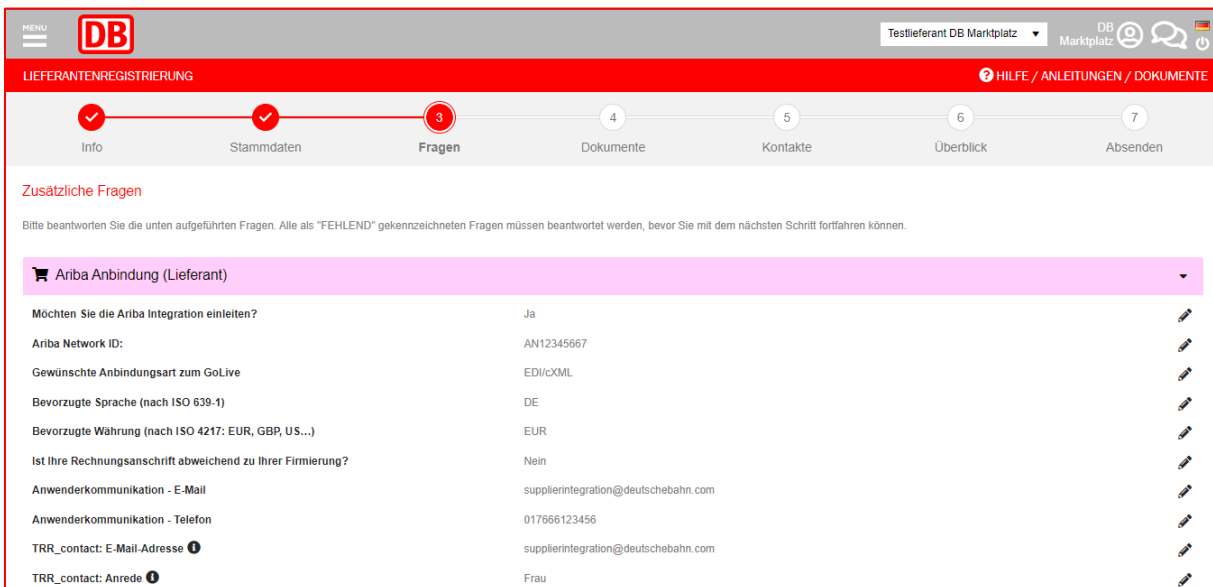 MENU
DB
Testlieferant DB Marktplatz
DB
Marktplatz
LIEFERANTENREGISTRIERUNG
? HILFE / ANLEITUNGEN / DOKUMENTE
3 4 5 6 7
Info Stammdaten Fragen Dokumente Kontakte Überblick Absenden
Zusätzliche Fragen
Bitte beantworten Sie die unten aufgeführten Fragen. Alle als "FEHLEND" gekennzeichneten Fragen müssen beantwortet werden, bevor Sie mit dem nächsten Schritt fortfahren können.
Ariba Anbindung (Lieferant)
Möchten Sie die Ariba Integration einleiten? Ja
Ariba Network ID: AN12345667
Gewünschte Anbindungsart zum GoLive EDI/cXML
Bevorzugte Sprache (nach ISO 639-1) DE
Bevorzugte Währung (nach ISO 4217: EUR, GBP, US...) EUR
Ist Ihre Rechnungsanschrift abweichend zu Ihrer Firmierung? Nein
Anwenderkommunikation - E-Mail supplierintegration@deutschebahn.com
Anwenderkommunikation - Telefon 017666123456
TRR_contact: E-Mail-Adresse supplierintegration@deutschebahn.com
TRR_contact: Anrede Frau